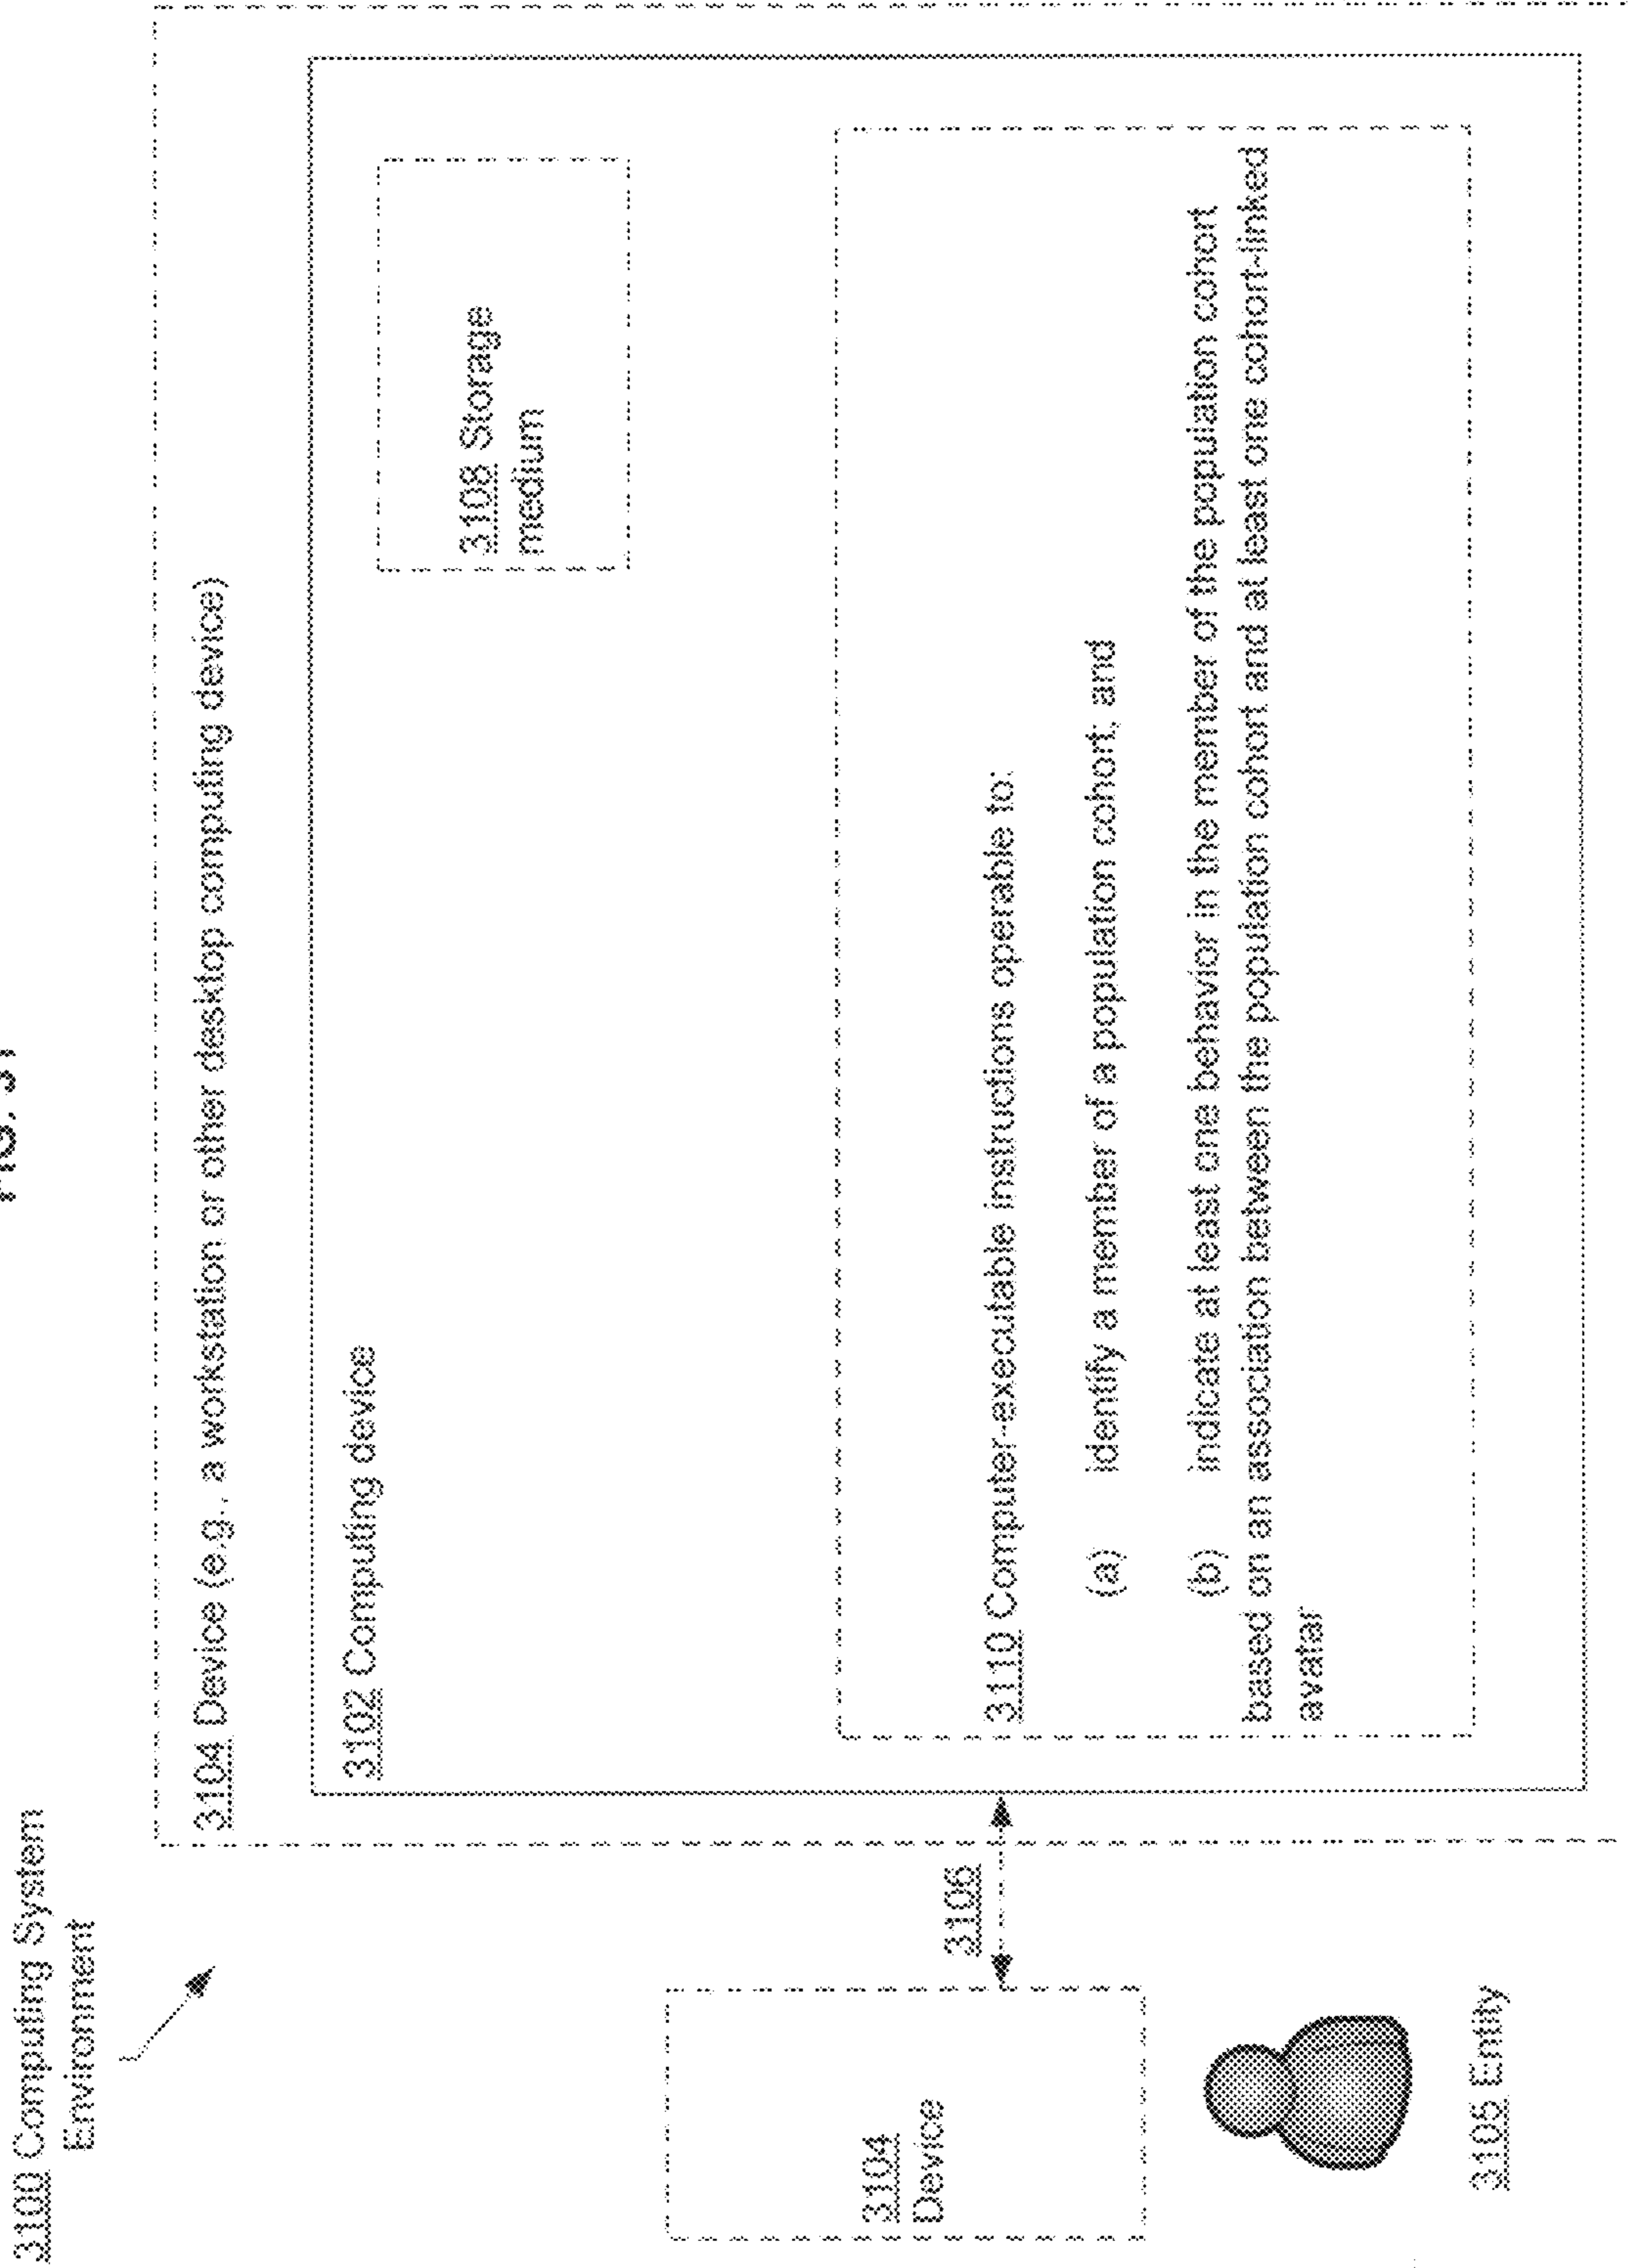 FIG. 31
3100 Computing System
Environment
3104 Device (e.g., a workstation or other desktop computing device)
3102 Computing device
3108 Storage
medium
3110 Computer-executable instructions operable to:
(a) identify a member of a population cohort; and
(b) indicate at least one behavior in the member of the population cohort
based on an association between the population cohort and at least one cohort-linked
avatar
3106
3104
Device
3105 Entity